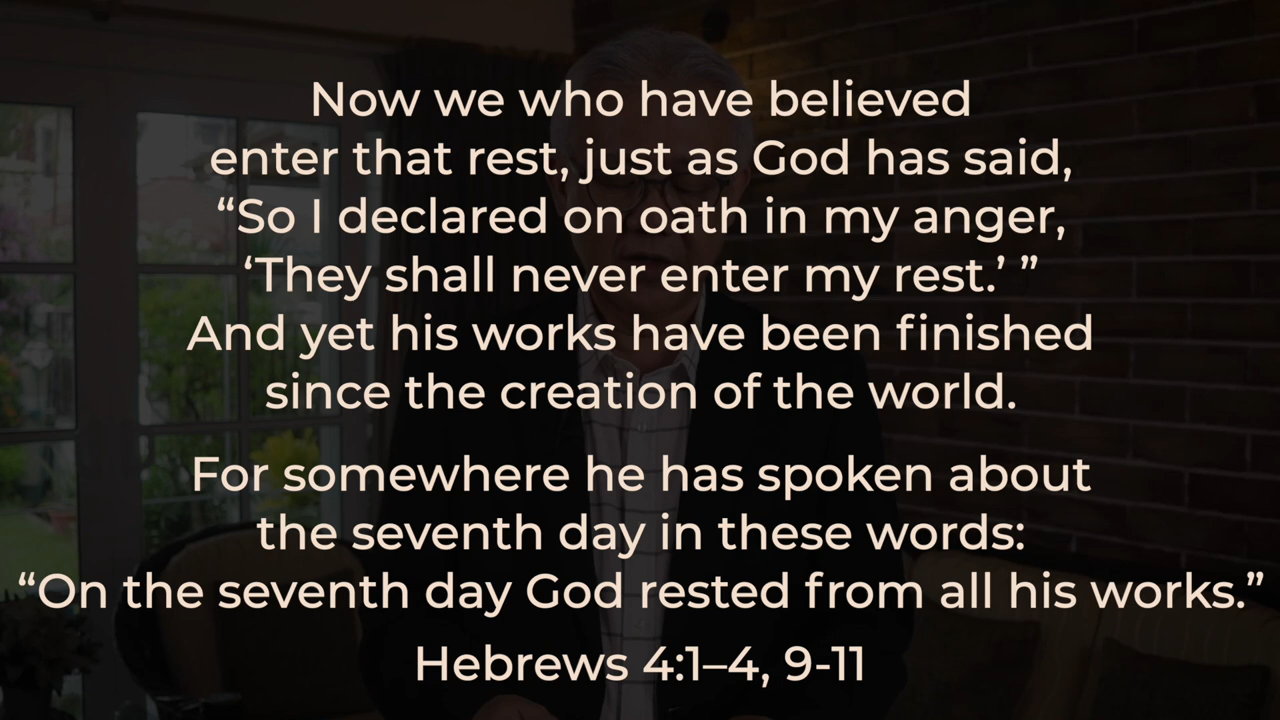 Now we who have believed
enter that rest, just as God has said,
“So I declared on oath in my anger,
‘They shall never enter my rest.’ ”
And yet his works have been finished
since the creation of the world.
For somewhere he has spoken about
the seventh day in these words:
“On the seventh day God rested from all his works.”
Hebrews 4:1–4, 9-11